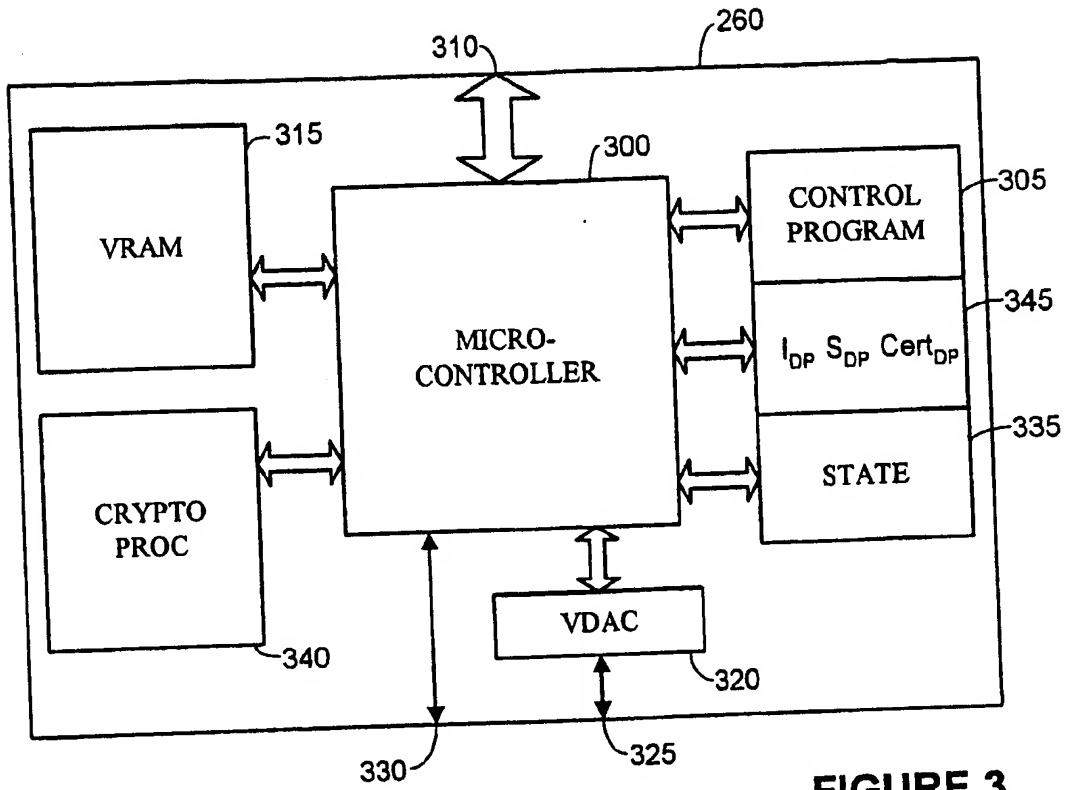 260
310
315
300
305
VRAM
CONTROL
PROGRAM
345
MICRO-
CONTROLLER
I_DP S_DP Cert_DP
335
STATE
CRYPTO
PROC
VDAC
340
320
330
325
FIGURE 3